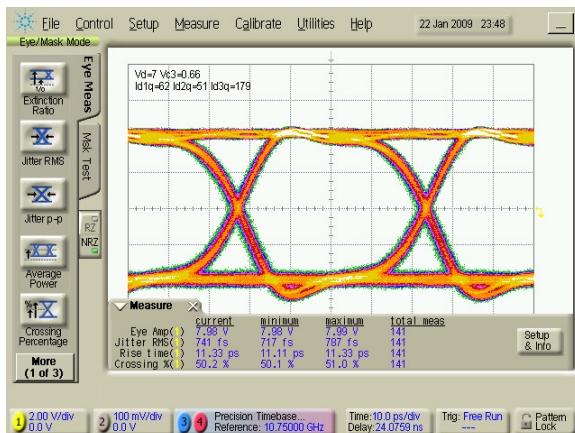 File Control Setup Measure Calibrate Utilities Help 22 Jan 2009 23:48
Eye/Mask Mode
Extinction
Ratio
Jitter RMS
Jitter p-p
Average
Power
Crossing
Percentage
More
(1 of 3)
Eye Meas
Msk Test
RZ
NRZ
Vd=7 Vc3=0.66
Id1q=62 Id2q=51 Id3q=179
Measure
current minimum maximum total meas
Eye Amp(1) 7.98 V 7.98 V 7.99 V 141
Jitter RMS(1) 741 fs 717 fs 787 fs 141
Rise time(1) 11.33 ps 11.11 ps 11.33 ps 141
Crossing %(1) 50.2 % 50.1 % 51.0 % 141
Setup
& Info
1 2.00 V/div 2 100 mV/div 3 4 Precision Timebase... Time:10.0 ps/div Trig: Free Run Pattern
0.0 V 0.0 V Reference: 10.75000 GHz Delay:24.0759 ns --- Lock